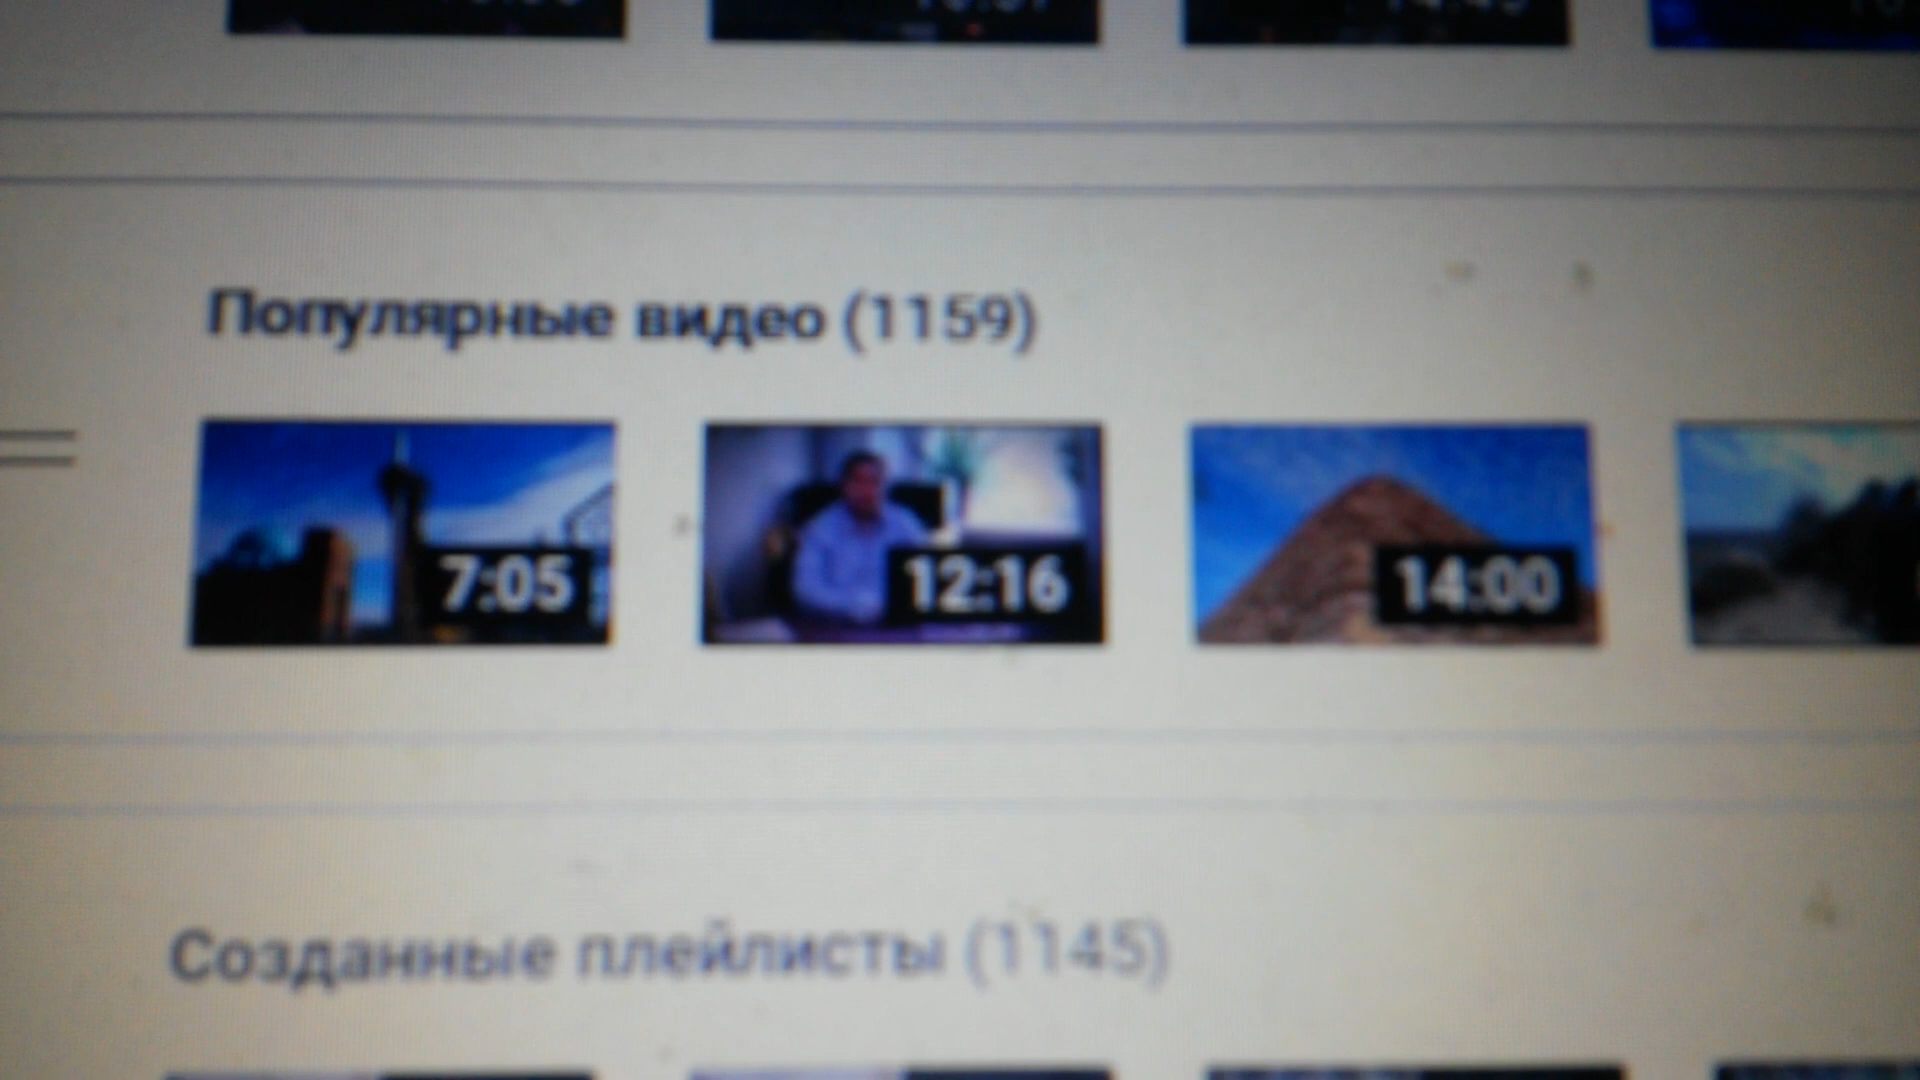 Популярные видео (1159)
7:05
12:16
14:00
Созданные плейлисты (1145)